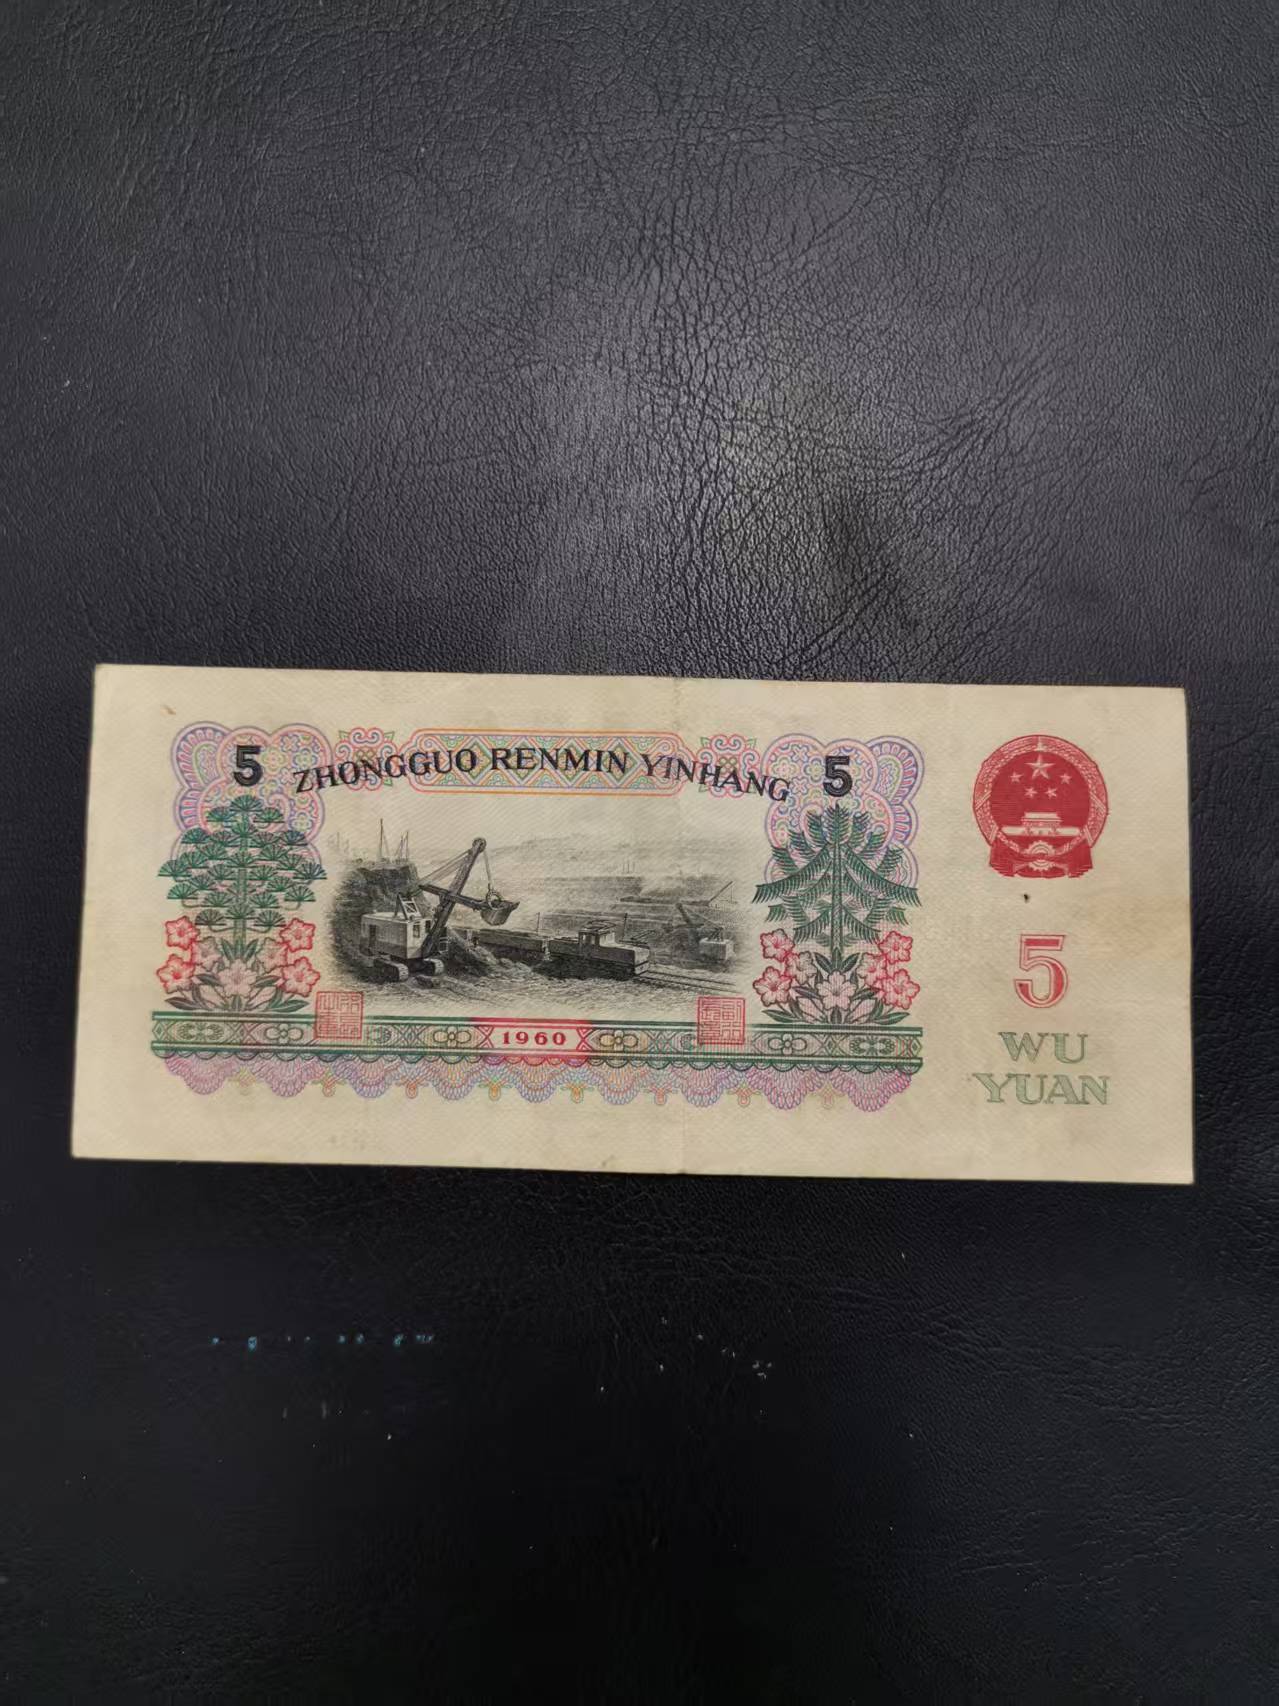 5 ZHONGGUO RENMIN YINHANG 5
1960
5
WU
YUAN